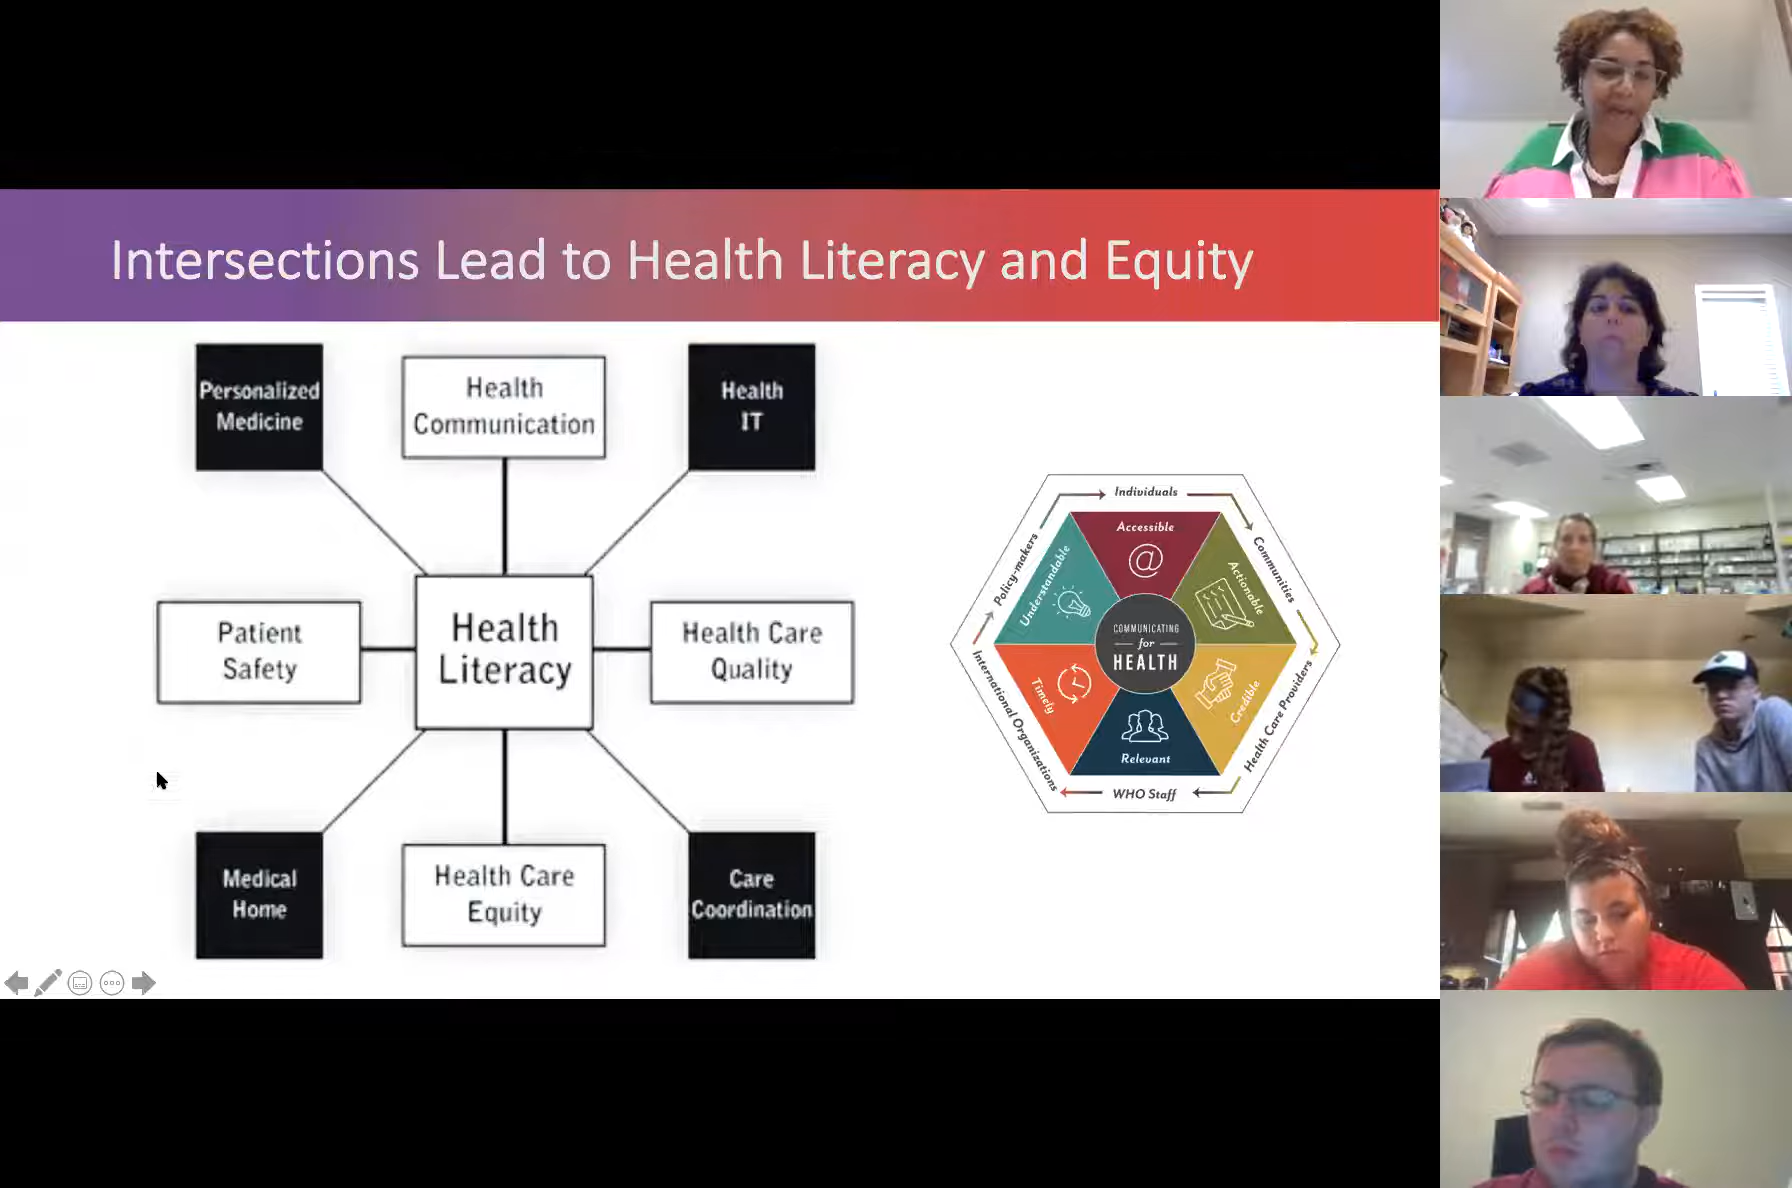 Intersections Lead to Health Literacy and Equity
Personalized
Medicine
Health
Communication
Health
IT
Patient
Safety
Health
Literacy
Health Care
Quality
Medical
Home
Health Care
Equity
Care
Coordination
Individuals
Communities
Health Care Providers
WHO Staff
International Organizations
Policy-makers
Accessible
@
Actionable
Credible
Relevant
Timely
Understandable
COMMUNICATING
for
HEALTH